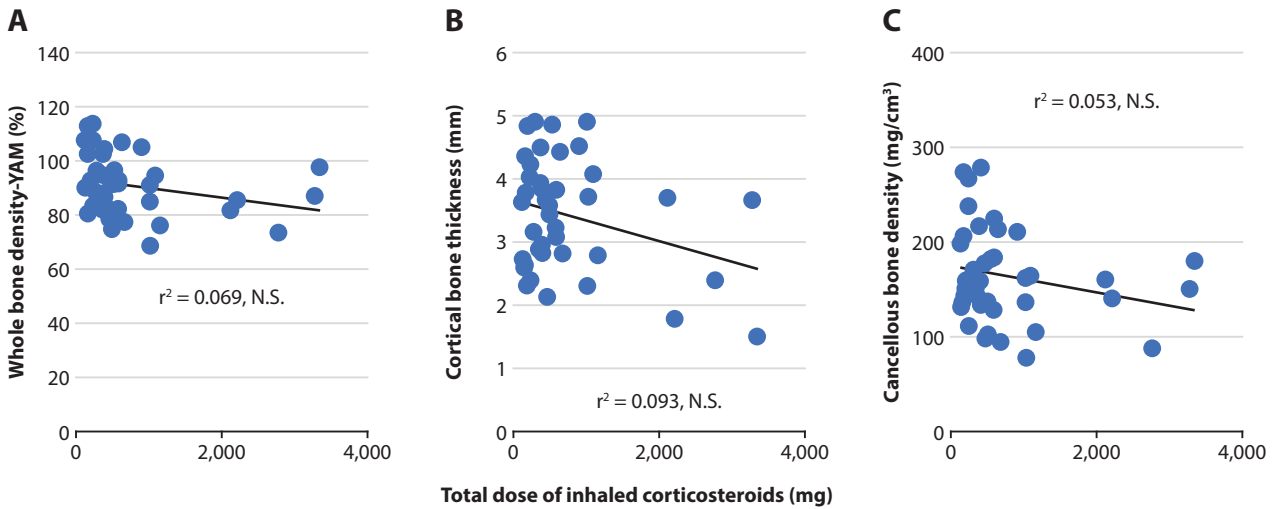 A
Whole bone density-YAM (%)
140
120
100
80
60
40
20
0
0
2,000
4,000
r² = 0.069, N.S.
B
Cortical bone thickness (mm)
6
5
4
3
2
1
0
0
2,000
4,000
r² = 0.093, N.S.
C
Cancellous bone density (mg/cm³)
400
300
200
100
0
0
2,000
4,000
r² = 0.053, N.S.
Total dose of inhaled corticosteroids (mg)